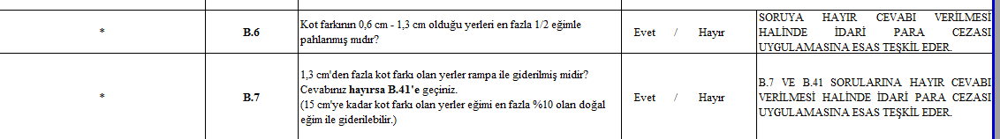 *
B.6
Kot farkının 0,6 cm - 1,3 cm olduğu yerleri en fazla 1/2 eğimle
pahlanmış mıdır?
Evet / Hayır
SORUYA HAYIR CEVABI VERİLMESİ
HALİNDE İDARİ PARA CEZASI
UYGULAMASINA ESAS TEŞKİL EDER.
*
B.7
1,3 cm'den fazla kot farkı olan yerler rampa ile giderilmiş midir?
Cevabınız hayırsa B.41'e geçiniz.
(15 cm'ye kadar kot farkı olan yerler eğimi en fazla %10 olan doğal
eğim ile giderilebilir.)
Evet / Hayır
B.7 VE B.41 SORULARINA HAYIR CEVABI
VERİLMESİ HALİNDE İDARİ PARA CEZASI
UYGULAMASINA ESAS TEŞKİL EDER.